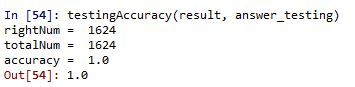 In [54]: testingAccuracy(result, answer_testing)
rightNum =  1624
totalNum =  1624
accuracy =  1.0
Out[54]: 1.0